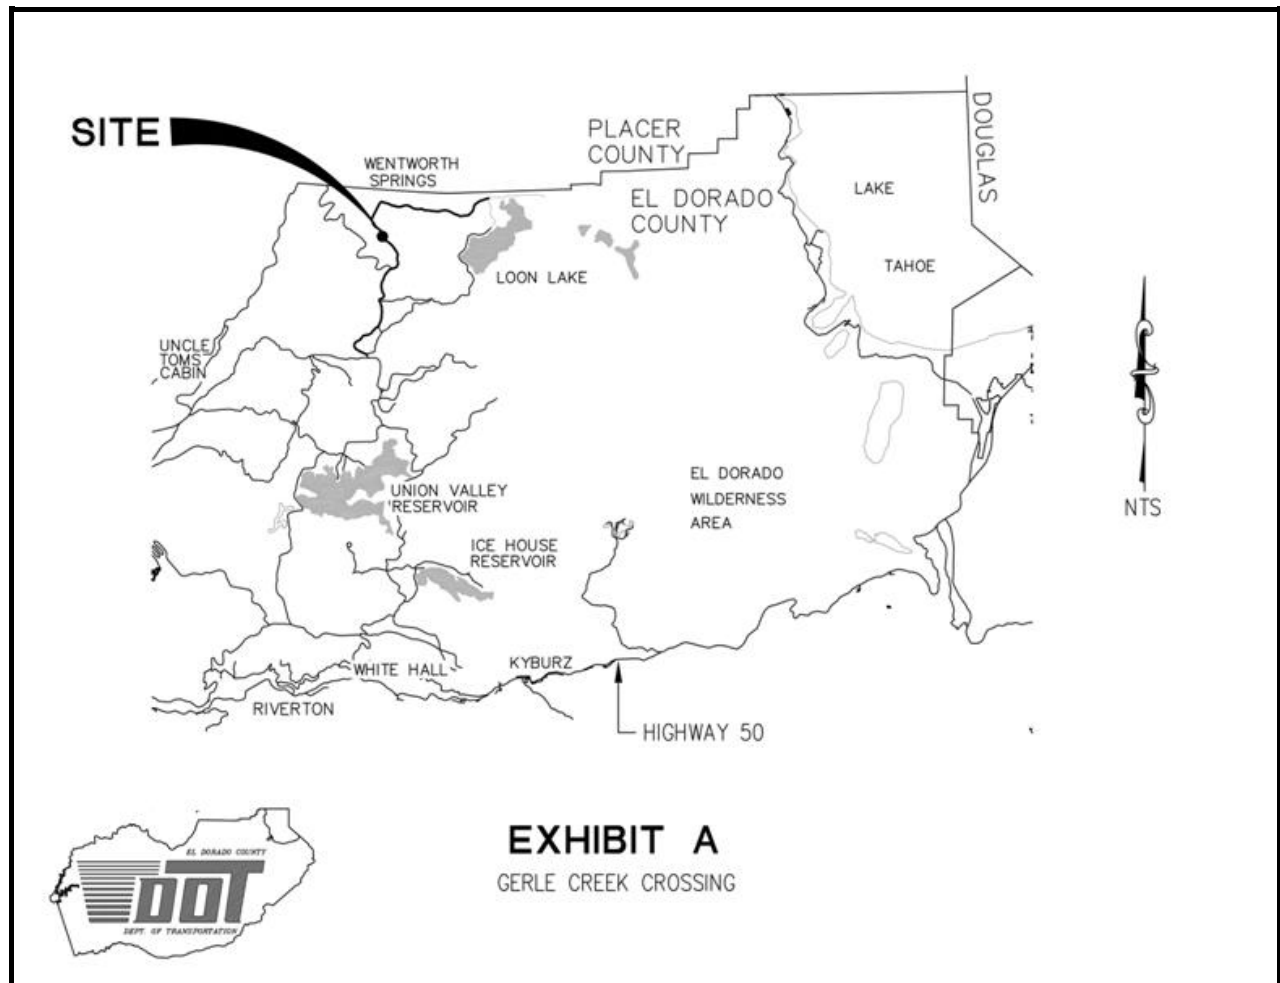 SITE
PLACER
COUNTY
DOUGLAS
WENTWORTH
SPRINGS
EL DORADO
COUNTY
LAKE
TAHOE
LOON LAKE
UNCLE
TOMS
CABIN
EL DORADO
WILDERNESS
AREA
UNION VALLEY
RESERVOIR
NTS
ICE HOUSE
RESERVOIR
WHITE HALL
KYBURZ
RIVERTON
HIGHWAY 50
EL DORADO COUNTY
DOT
DEPT. OF TRANSPORTATION
EXHIBIT A
GERLE CREEK CROSSING